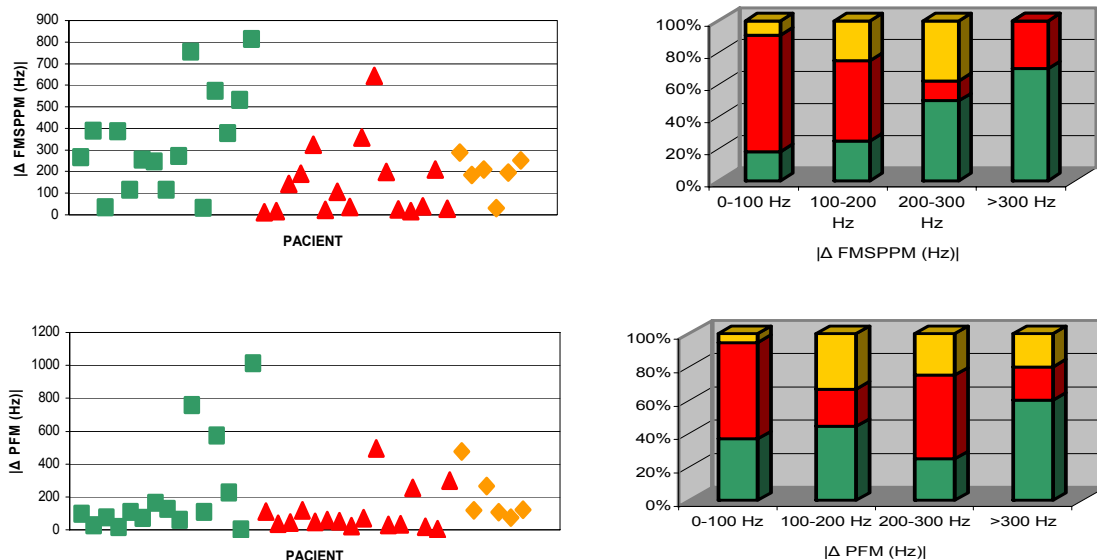 |Δ FMSPPM (Hz)|
900
800
700
600
500
400
300
200
100
0
PACIENT
100%
80%
60%
40%
20%
0%
0-100 Hz
100-200
Hz
200-300
Hz
>300 Hz
|Δ FMSPPM (Hz)|
|Δ PFM (Hz)|
1200
1000
800
600
400
200
0
PACIENT
100%
80%
60%
40%
20%
0%
0-100 Hz
100-200 Hz
200-300 Hz
>300 Hz
|Δ PFM (Hz)|